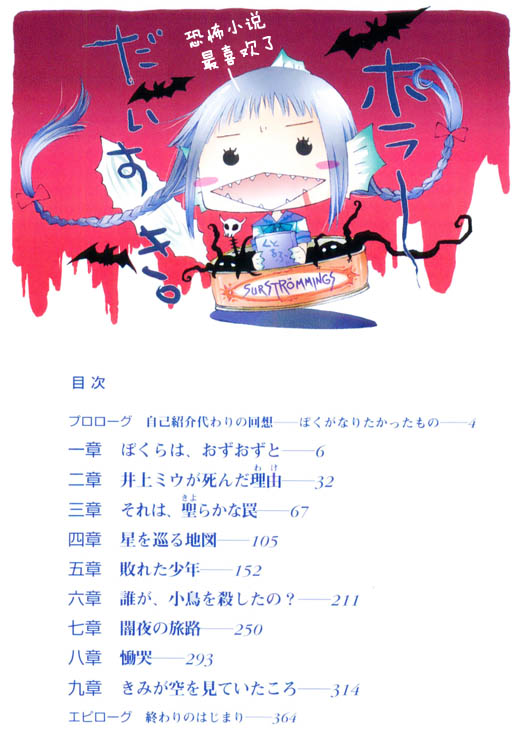 恐怖小说
最喜欢了
ホラー
だいすき。
SURSTRÖMMINGS
目次
プロローグ 自己紹介代わりの回想——ぼくがなりたかったもの——4
一章 ぼくらは、おずおずと——6
二章 井上ミウが死んだ理由——32
わけ
三章 それは、聖らかな罠——67
きよ
四章 星を巡る地図——105
五章 敗れた少年——152
六章 誰が、小鳥を殺したの？——211
七章 闇夜の旅路——250
八章 慟哭——293
九章 きみが空を見ていたころ——314
エピローグ 終わりのはじまり——364